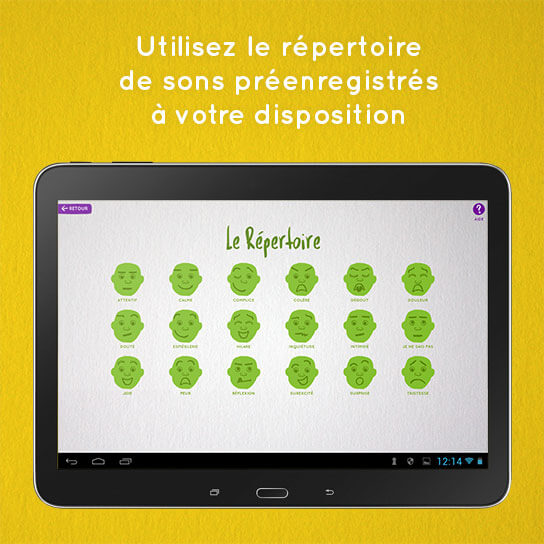 Utilisez le répertoire
de sons préenregistrés
à votre disposition
RETOUR
?
AIDE
Le Répertoire
ATTENTIF CALME COMPLICE COLÈRE DÉGOÛT DOULEUR
DOUTE ESPIÈGLERIE HILARE INQUIÉTUDE INTIMIDÉ JE NE SAIS PAS
JOIE PEUR RÉFLEXION SUREXCITÉ SURPRISE TRISTESSE
12:14